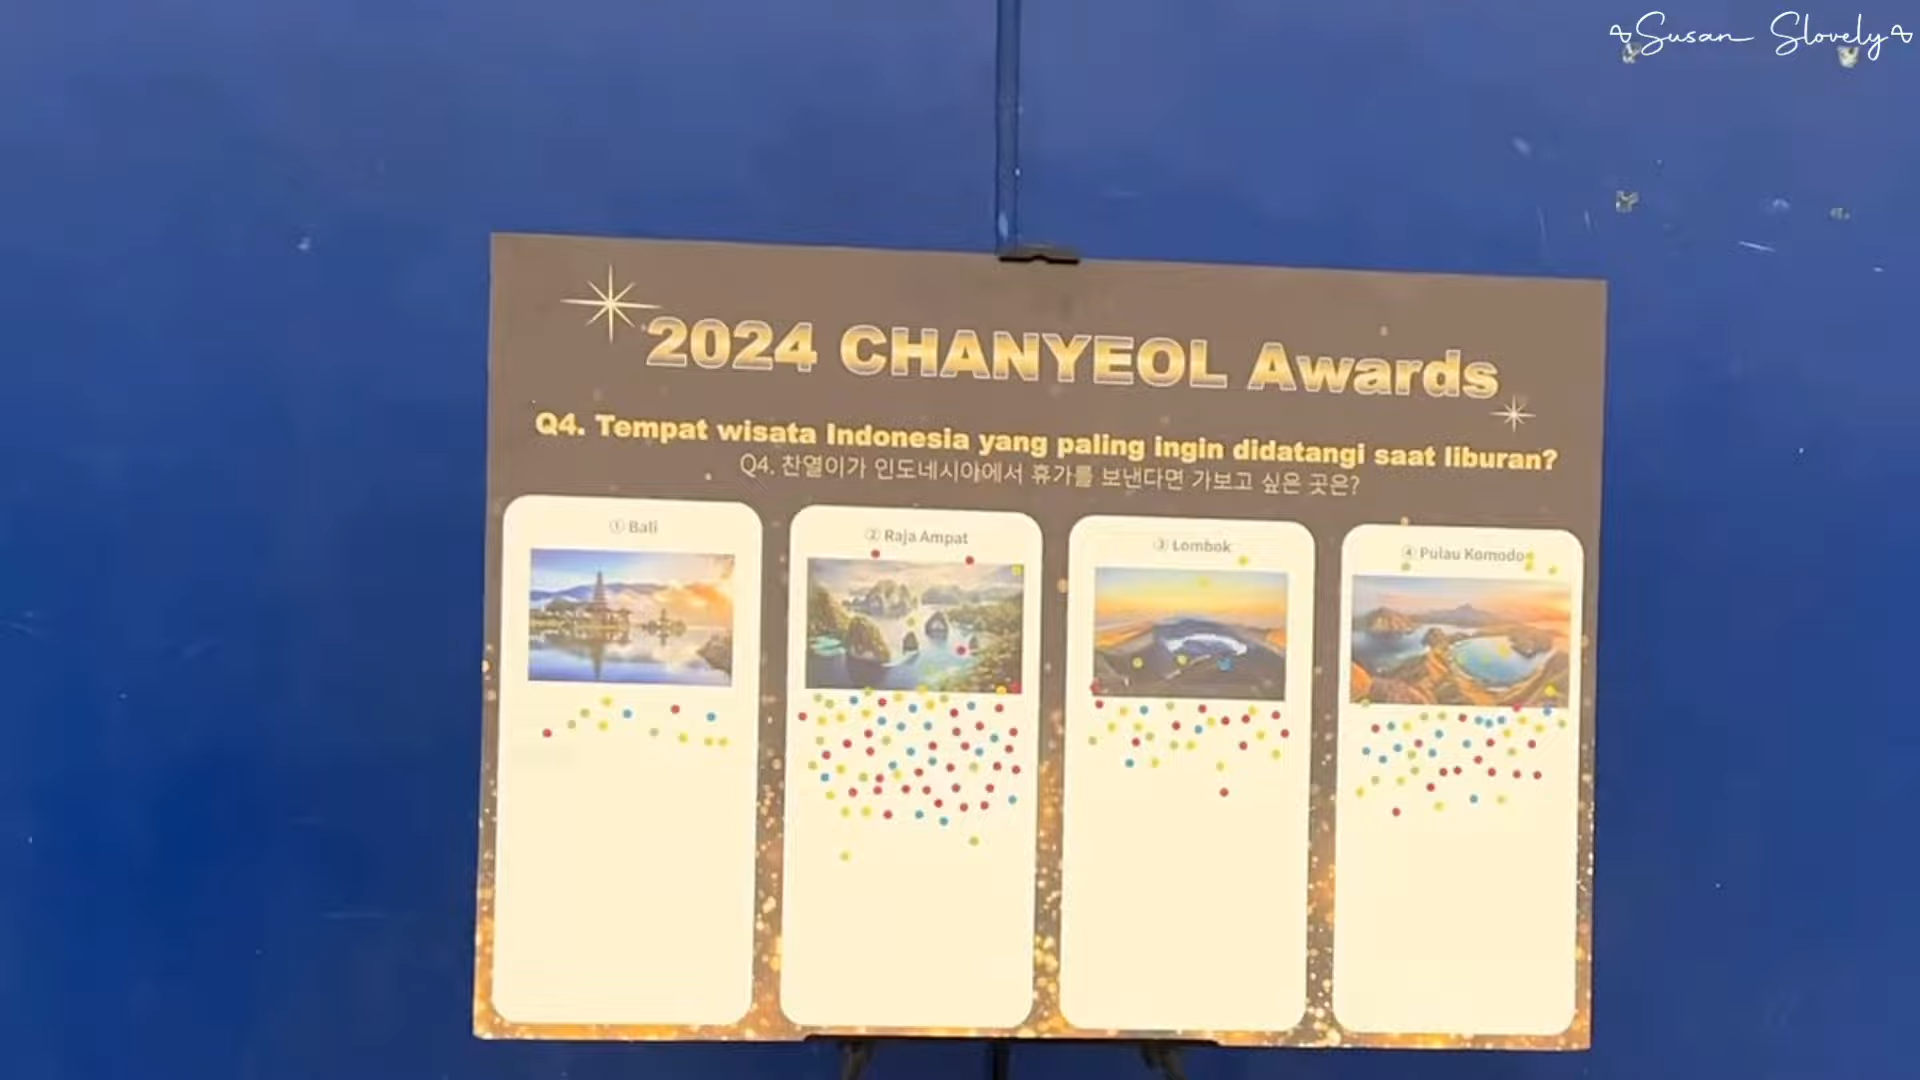 ~Susan Slovely~
2024 CHANYEOL Awards
Q4. Tempat wisata Indonesia yang paling ingin didatangi saat liburan?
Q4. 찬열이가 인도네시아에서 휴가를 보낸다면 가보고 싶은 곳은?
① Bali
② Raja Ampat
③ Lombok
④ Pulau Komodo